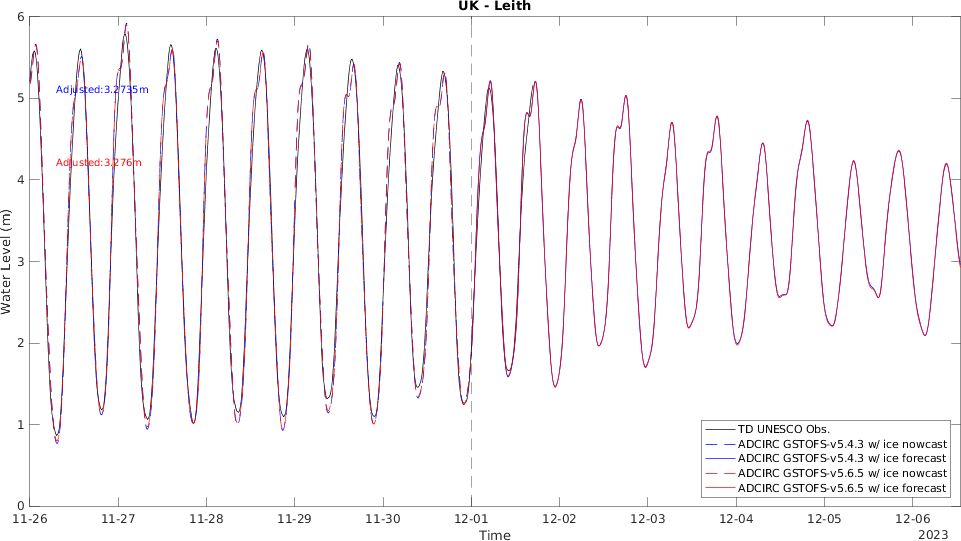 UK - Leith
6
5
4
3
2
1
0
Water Level (m)
Adjusted:3.2735m
Adjusted:3.276m
TD UNESCO Obs.
ADCIRC GSTOFS-v5.4.3 w/ ice nowcast
ADCIRC GSTOFS-v5.4.3 w/ ice forecast
ADCIRC GSTOFS-v5.6.5 w/ ice nowcast
ADCIRC GSTOFS-v5.6.5 w/ ice forecast
11-26 11-27 11-28 11-29 11-30 12-01 12-02 12-03 12-04 12-05 12-06
Time
2023